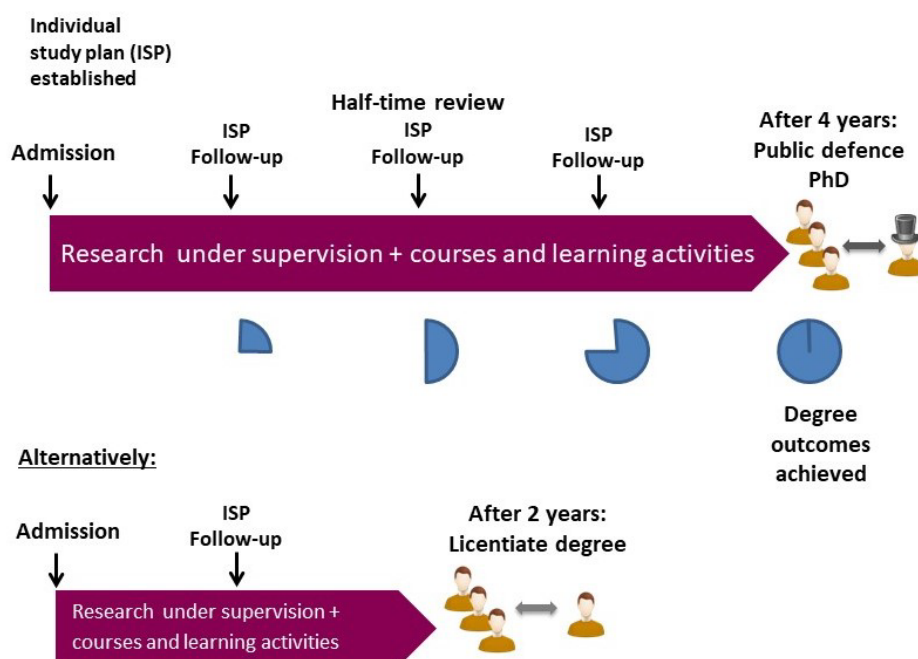 Individual
study plan (ISP)
established
Admission
ISP
Follow-up
Half-time review
ISP
Follow-up
ISP
Follow-up
After 4 years:
Public defence
PhD
Research under supervision + courses and learning activities
Degree
outcomes
achieved
Alternatively:
Admission
ISP
Follow-up
After 2 years:
Licentiate degree
Research under supervision +
courses and learning activities